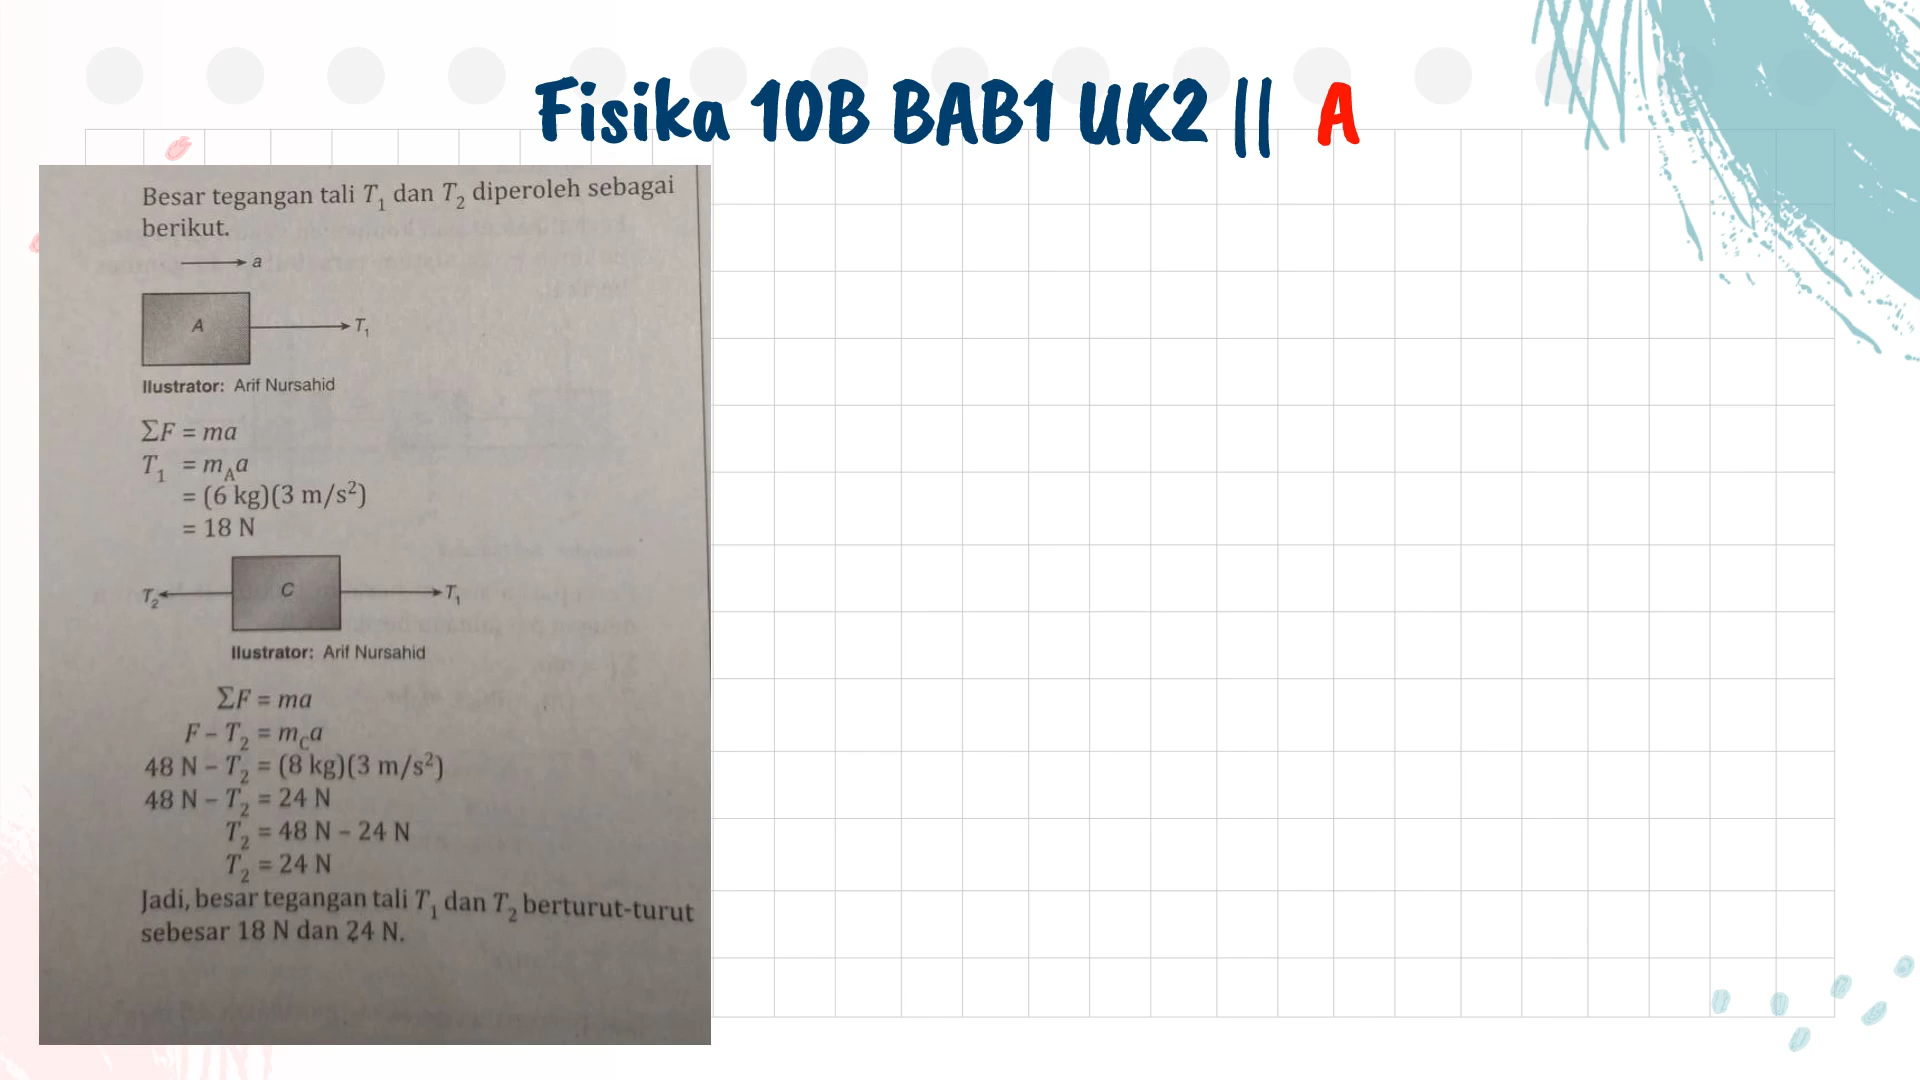 Fisika 10B BAB1 UK2 || A
Besar tegangan tali T₁ dan T₂ diperoleh sebagai
berikut.
a
A
T₁
Ilustrator: Arif Nursahid
ΣF = ma
T₁ = m_A a
= (6 kg)(3 m/s²)
= 18 N
T₂ C T₁
Ilustrator: Arif Nursahid
ΣF = ma
F – T₂ = m_C a
48 N – T₂ = (8 kg)(3 m/s²)
48 N – T₂ = 24 N
T₂ = 48 N – 24 N
T₂ = 24 N
Jadi, besar tegangan tali T₁ dan T₂ berturut-turut
sebesar 18 N dan 24 N.